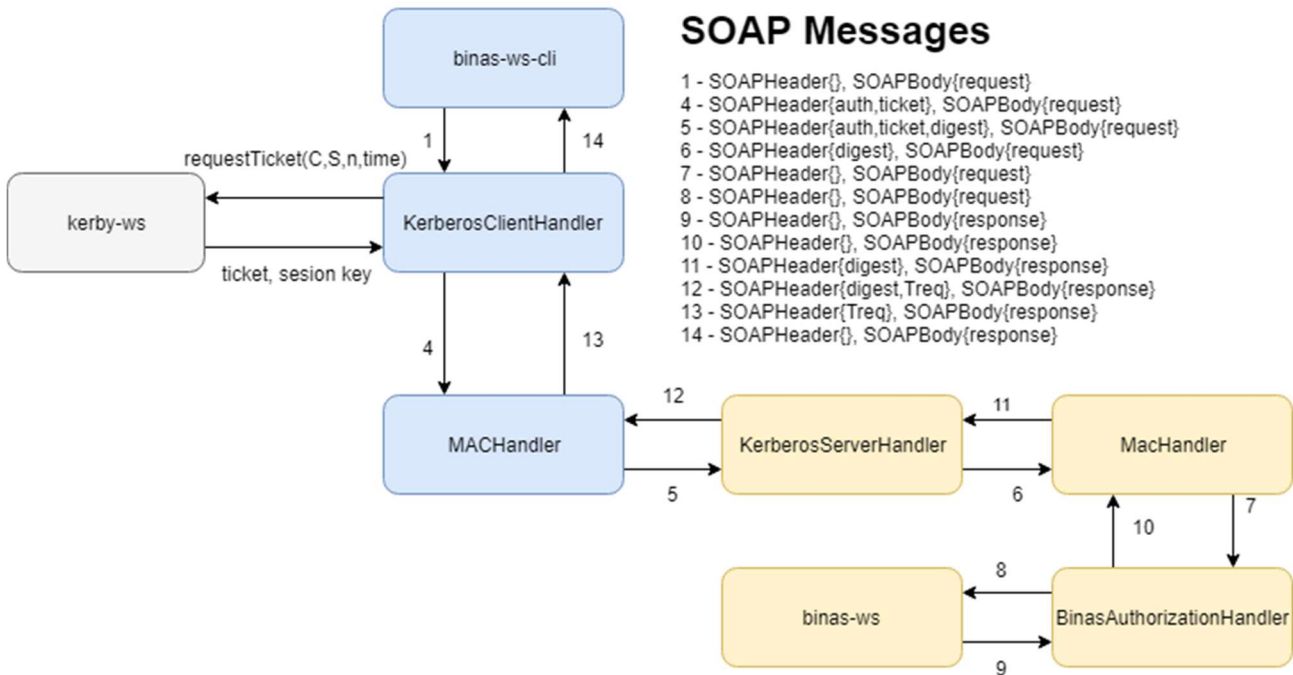 SOAP Messages
1 - SOAPHeader{}, SOAPBody{request}
4 - SOAPHeader{auth,ticket}, SOAPBody{request}
5 - SOAPHeader{auth,ticket,digest}, SOAPBody{request}
6 - SOAPHeader{digest}, SOAPBody{request}
7 - SOAPHeader{}, SOAPBody{request}
8 - SOAPHeader{}, SOAPBody{request}
9 - SOAPHeader{}, SOAPBody{response}
10 - SOAPHeader{}, SOAPBody{response}
11 - SOAPHeader{digest}, SOAPBody{response}
12 - SOAPHeader{digest,Treq}, SOAPBody{response}
13 - SOAPHeader{Treq}, SOAPBody{response}
14 - SOAPHeader{}, SOAPBody{response}
binas-ws-cli
1
14
requestTicket(C,S,n,time)
kerby-ws
KerberosClientHandler
ticket, sesion key
4
13
MACHandler
12
5
KerberosServerHandler
11
6
MacHandler
10
7
binas-ws
8
9
BinasAuthorizationHandler